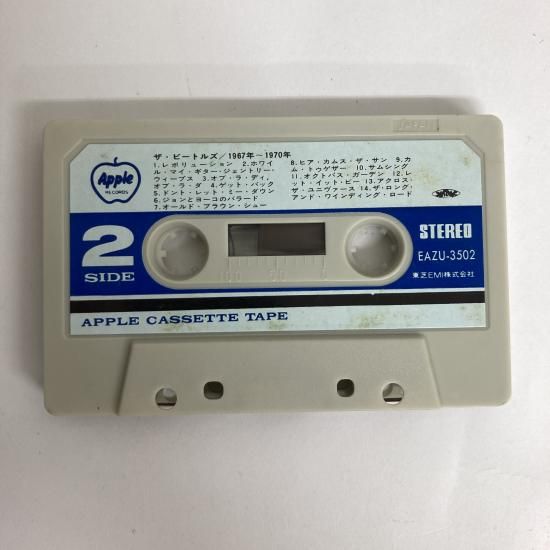 Apple
RECORDS
ザ・ビートルズ/1967年~1970年
1.レボリューション 2.ホワイ
ル・マイ・ギター・ジェントリー・
ウィープス 3.オブ・ラ・ディ,
オブ・ラ・ダ 4.ゲット・バック
5.ドント・レット・ミー・ダウン
6.ジョンとヨーコのバラード
7.オールド・ブラウン・シュー
8.ヒア・カムス・ザ・サン 9.カ
ム・トゥゲザー 10.サムシング
11.オクトパス・ガーデン 12.レ
ット・イット・ビー 13.アクロス・
ザ・ユニヴァース 14.ザ・ロング・
アンド・ワインディング・ロード
2
SIDE
100 50 0
STEREO
EAZU-3502
東芝EMI株式会社
APPLE CASSETTE TAPE